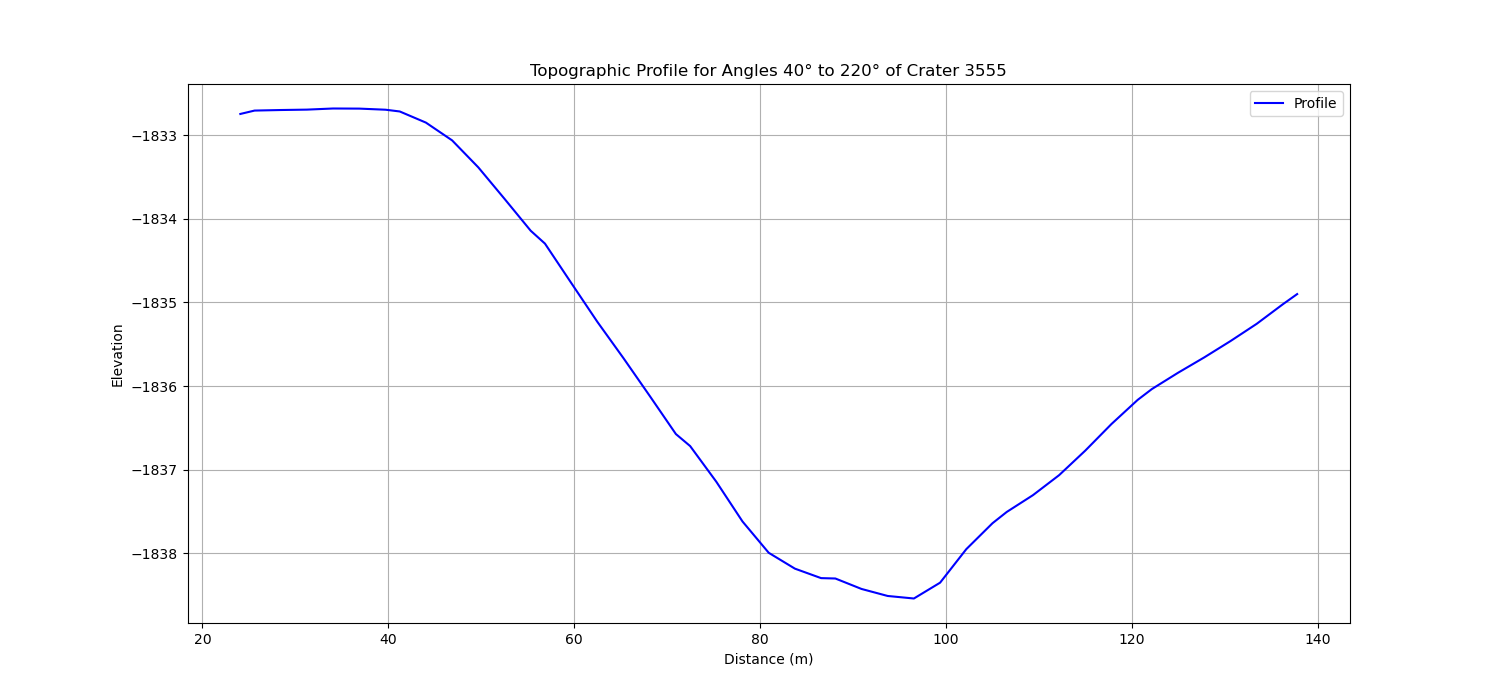 Topographic Profile for Angles 40° to 220° of Crater 3555
Profile
−1833
−1834
−1835
−1836
−1837
−1838
Elevation
20 40 60 80 100 120 140
Distance (m)